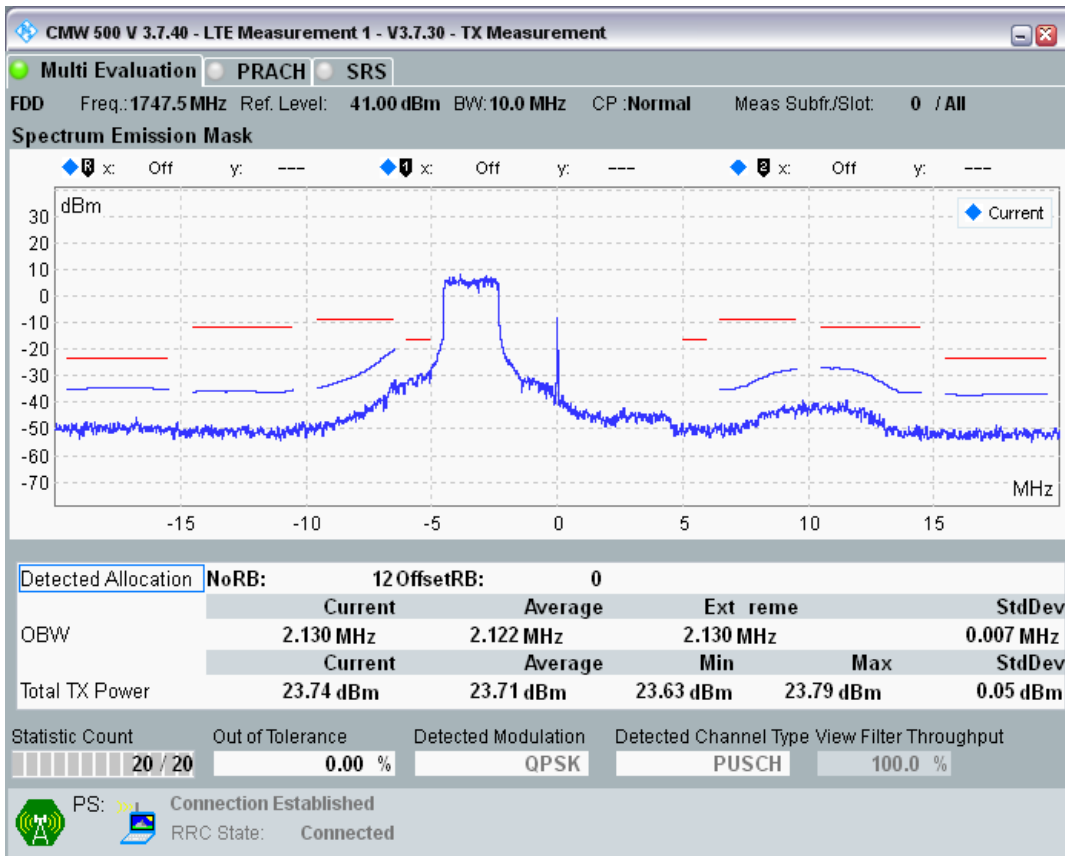 CMW 500 V 3.7.40 - LTE Measurement 1 - V3.7.30 - TX Measurement
Multi Evaluation PRACH SRS
FDD Freq.: 1747.5 MHz Ref. Level: 41.00 dBm BW: 10.0 MHz CP : Normal Meas Subfr./Slot: 0 / All
Spectrum Emission Mask
R x: Off y: --- 1 x: Off y: --- 2 x: Off y: ---
dBm
Current
30
20
10
0
-10
-20
-30
-40
-50
-60
-70
MHz
-15 -10 -5 0 5 10 15
Detected Allocation NoRB: 12 OffsetRB: 0
Current Average Ext reme StdDev
OBW 2.130 MHz 2.122 MHz 2.130 MHz 0.007 MHz
Current Average Min Max StdDev
Total TX Power 23.74 dBm 23.71 dBm 23.63 dBm 23.79 dBm 0.05 dBm
Statistic Count Out of Tolerance Detected Modulation Detected Channel Type View Filter Throughput
20 / 20 0.00 % QPSK PUSCH 100.0 %
PS: Connection Established
RRC State: Connected